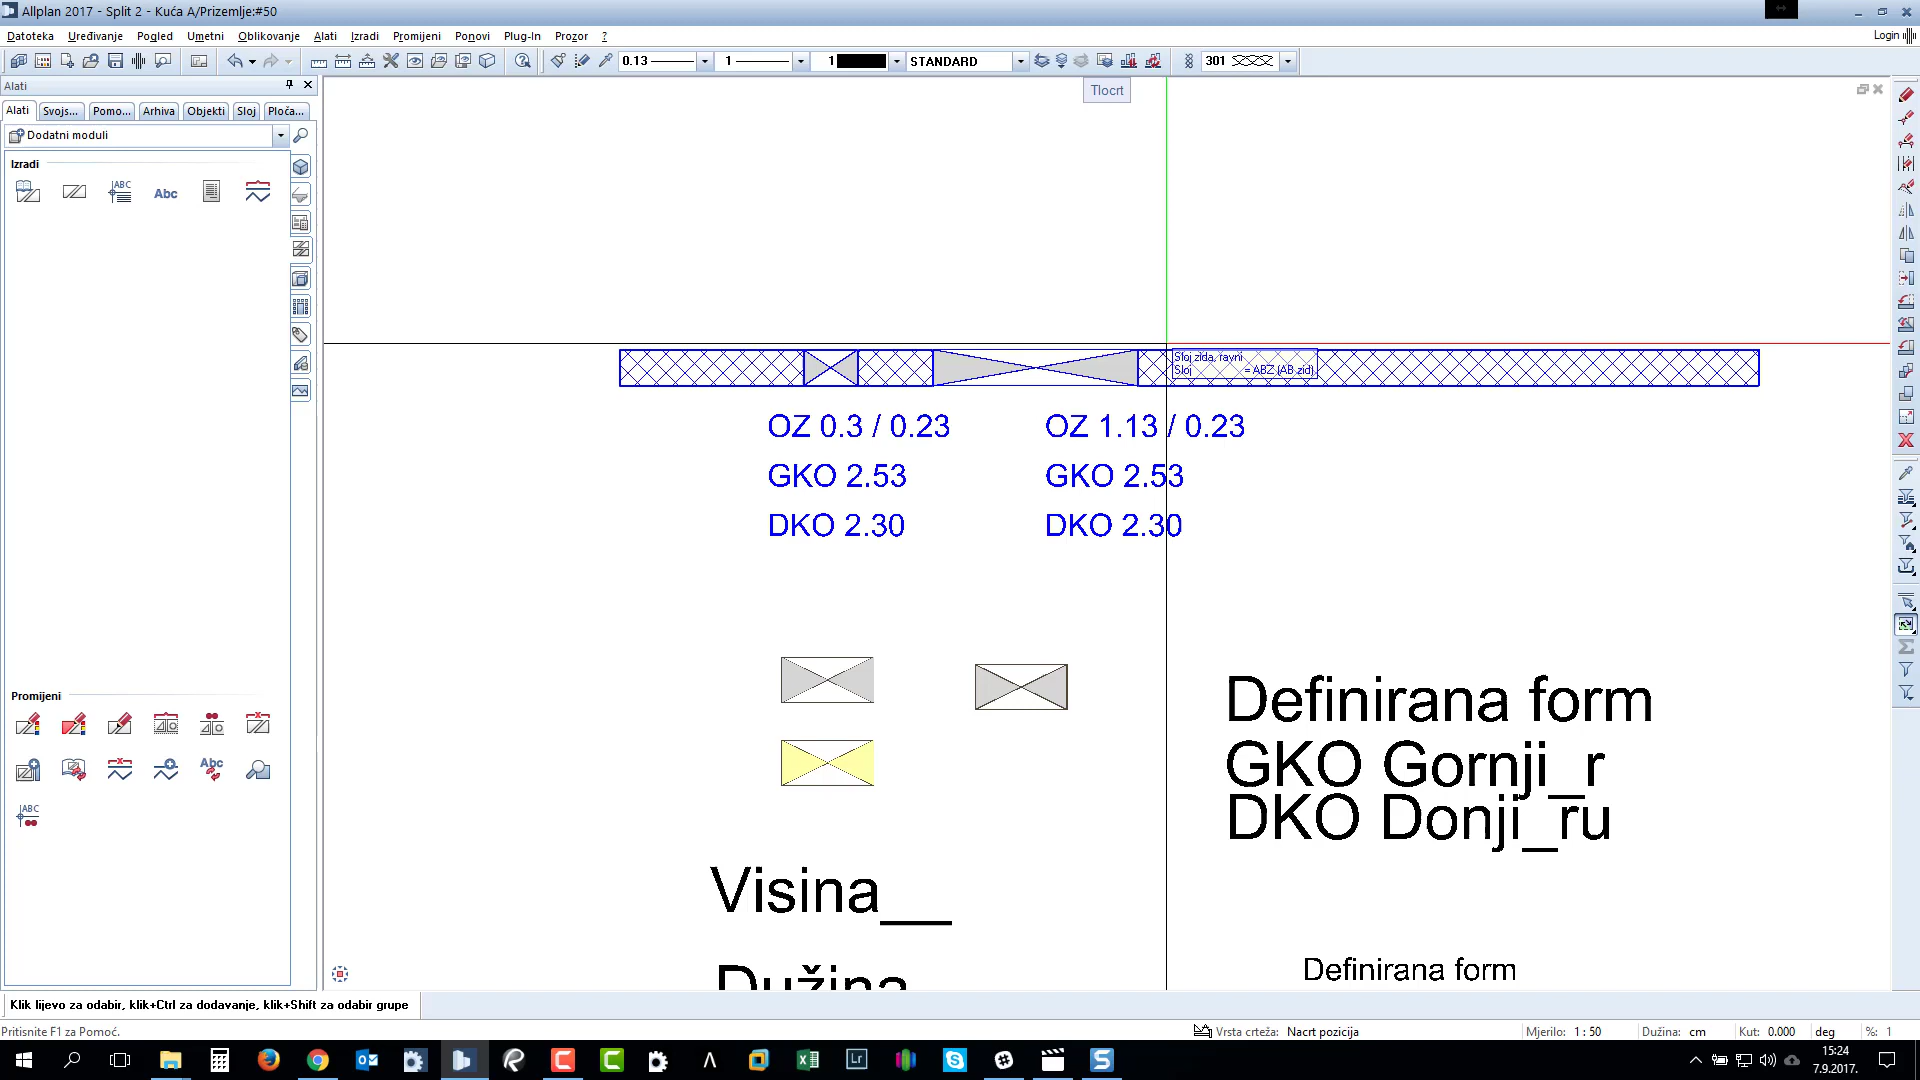 Allplan 2017 - Split 2 - Kuća A/Prizemlje:#50
Datoteka Uređivanje Pogled Umetni Oblikovanje Alati Izradi Promijeni Ponovi Plug-In Prozor ?
Login
0.13 1 1 STANDARD 301
Alati
Tlocrt
Alati Svojs... Pomo... Arhiva Objekti Sloj Ploča...
Dodatni moduli
Izradi
ABC Abc
Sloj zida, ravni
Sloj = ABZ (AB zid)
OZ 0.3 / 0.23 OZ 1.13 / 0.23
GKO 2.53 GKO 2.53
DKO 2.30 DKO 2.30
Definirana form
GKO Gornji_r
DKO Donji_ru
Promijeni
Abc
ABC
Visina__
Dužina
Definirana form
Klik lijevo za odabir, klik+Ctrl za dodavanje, klik+Shift za odabir grupe
Pritisnite F1 za Pomoć.
Vrsta crteža: Nacrt pozicija
Mjerilo: 1 : 50
Dužina: cm
Kut: 0.000 deg
%: 1
Lr
15:24
7.9.2017.